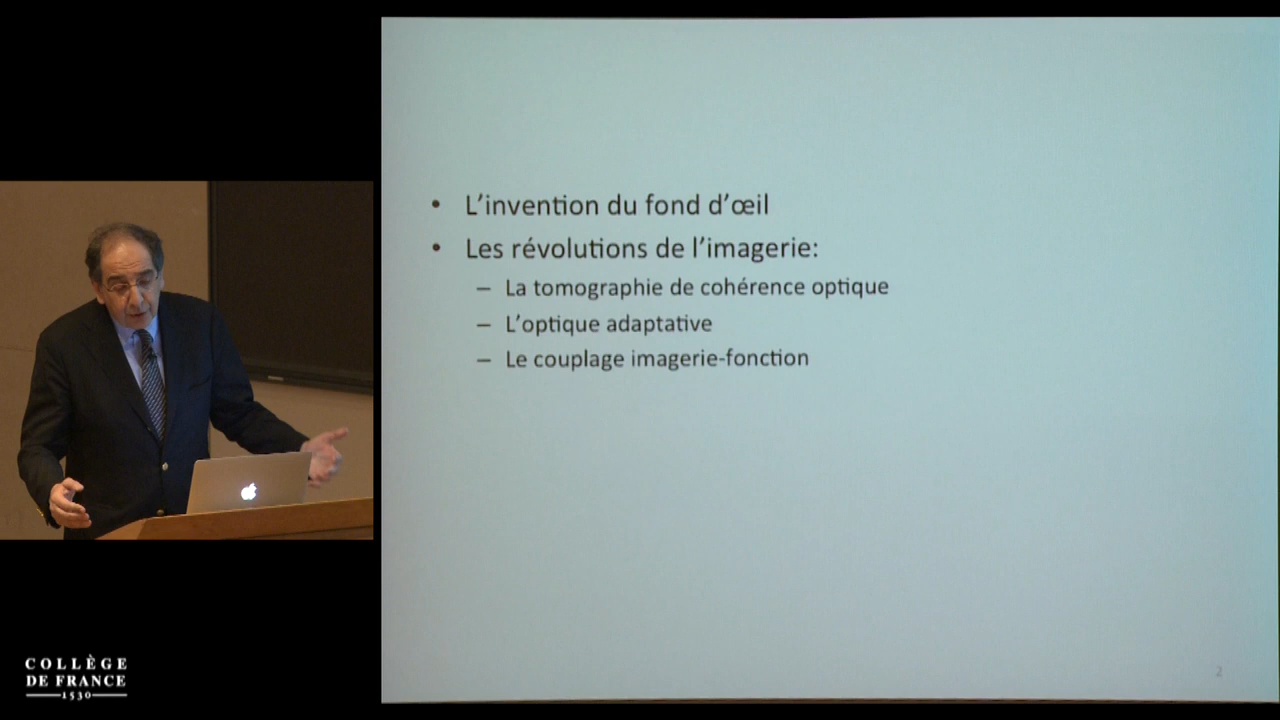 • L'invention du fond d'œil
• Les révolutions de l'imagerie:
– La tomographie de cohérence optique
– L'optique adaptative
– Le couplage imagerie-fonction
2
COLLÈGE
DE FRANCE
1530